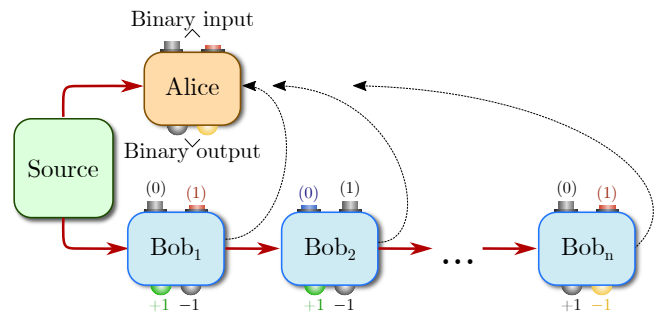 Binary input
Alice
Binary output
Source
(0) (1) (0) (1) (0) (1)
Bob1 Bob2 ... Bobn
+1 −1 +1 −1 +1 −1